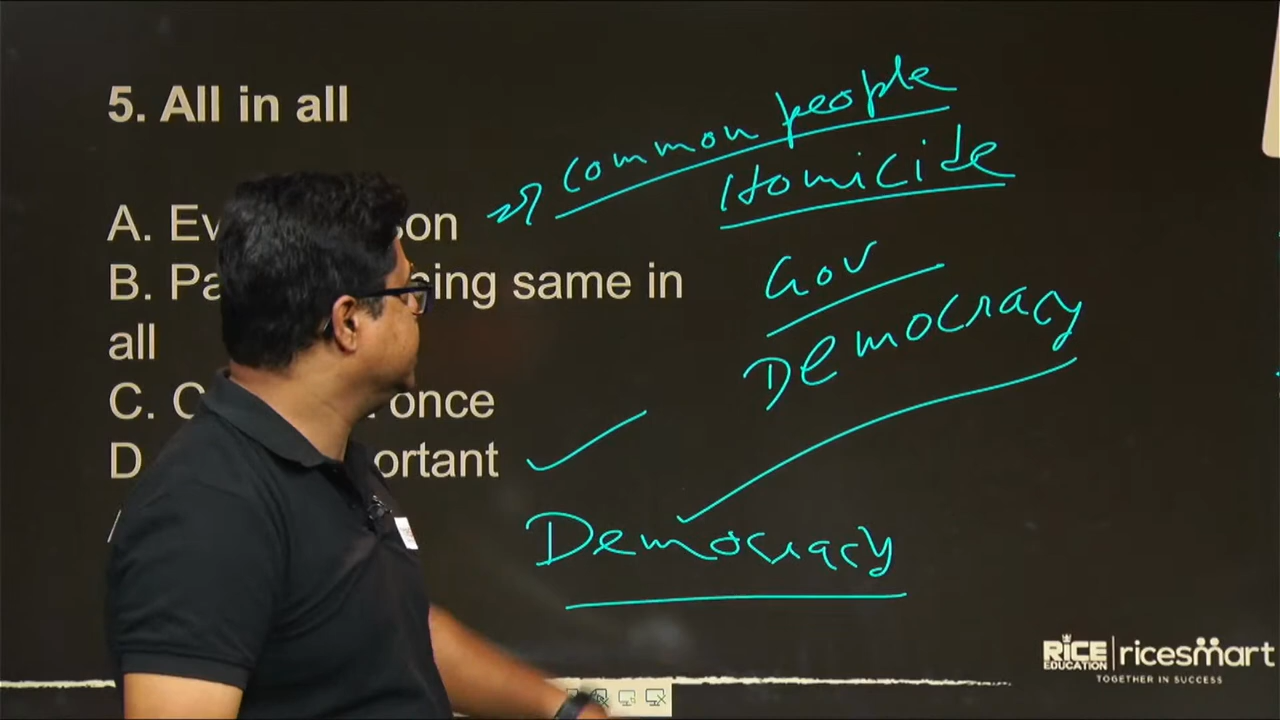 5. All in all
A. Ev son
B. Pa ning same in
all
C. C once
D ortant
common people
Homicide
Gov
Democracy
Democracy
RICE
EDUCATION
ricesmart
TOGETHER IN SUCCESS